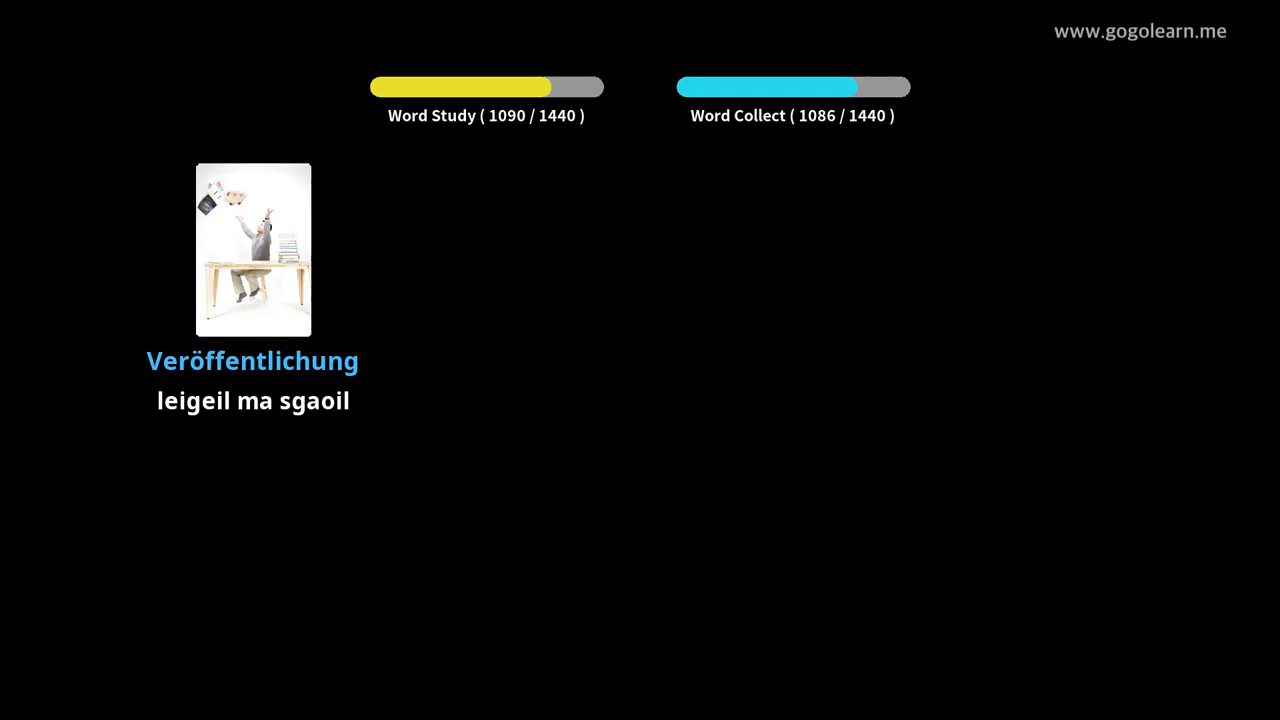 www.gogolearn.me
Word Study ( 1090 / 1440 )
Word Collect ( 1086 / 1440 )
Veröffentlichung
leigeil ma sgaoil